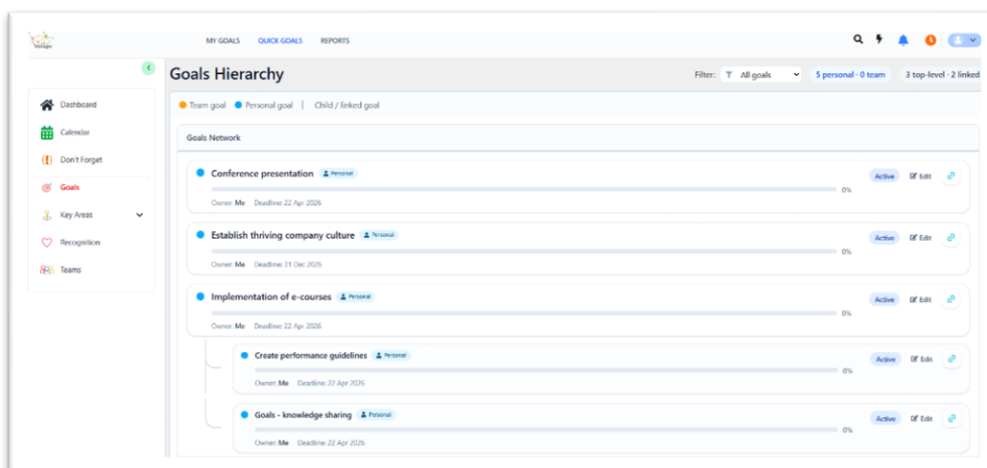 Manager
MY GOALS QUICK GOALS REPORTS
Goals Hierarchy
Filter: All goals 5 personal · 0 team 3 top-level · 2 linked
Dashboard
Calendar
Don't Forget
Goals
Key Areas
Recognition
Teams
Team goal Personal goal | Child / linked goal
Goals Network
Conference presentation Personal Active Edit
0%
Owner: Me Deadline: 22 Apr 2026
Establish thriving company culture Personal Active Edit
0%
Owner: Me Deadline: 31 Dec 2026
Implementation of e-courses Personal Active Edit
0%
Owner: Me Deadline: 22 Apr 2026
Create performance guidelines Personal Active Edit
0%
Owner: Me Deadline: 22 Apr 2026
Goals - knowledge sharing Personal Active Edit
0%
Owner: Me Deadline: 22 Apr 2026